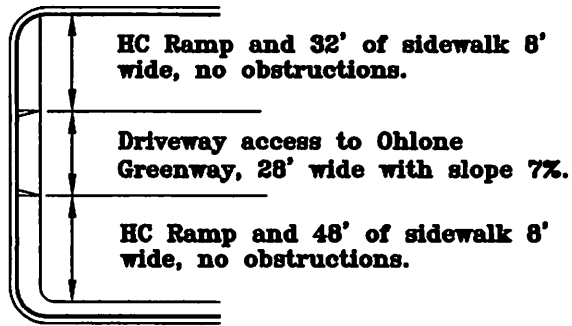 HC Ramp and 32' of sidewalk 8'
wide, no obstructions.
Driveway access to Ohlone
Greenway, 28' wide with slope 7%.
HC Ramp and 48' of sidewalk 8'
wide, no obstructions.